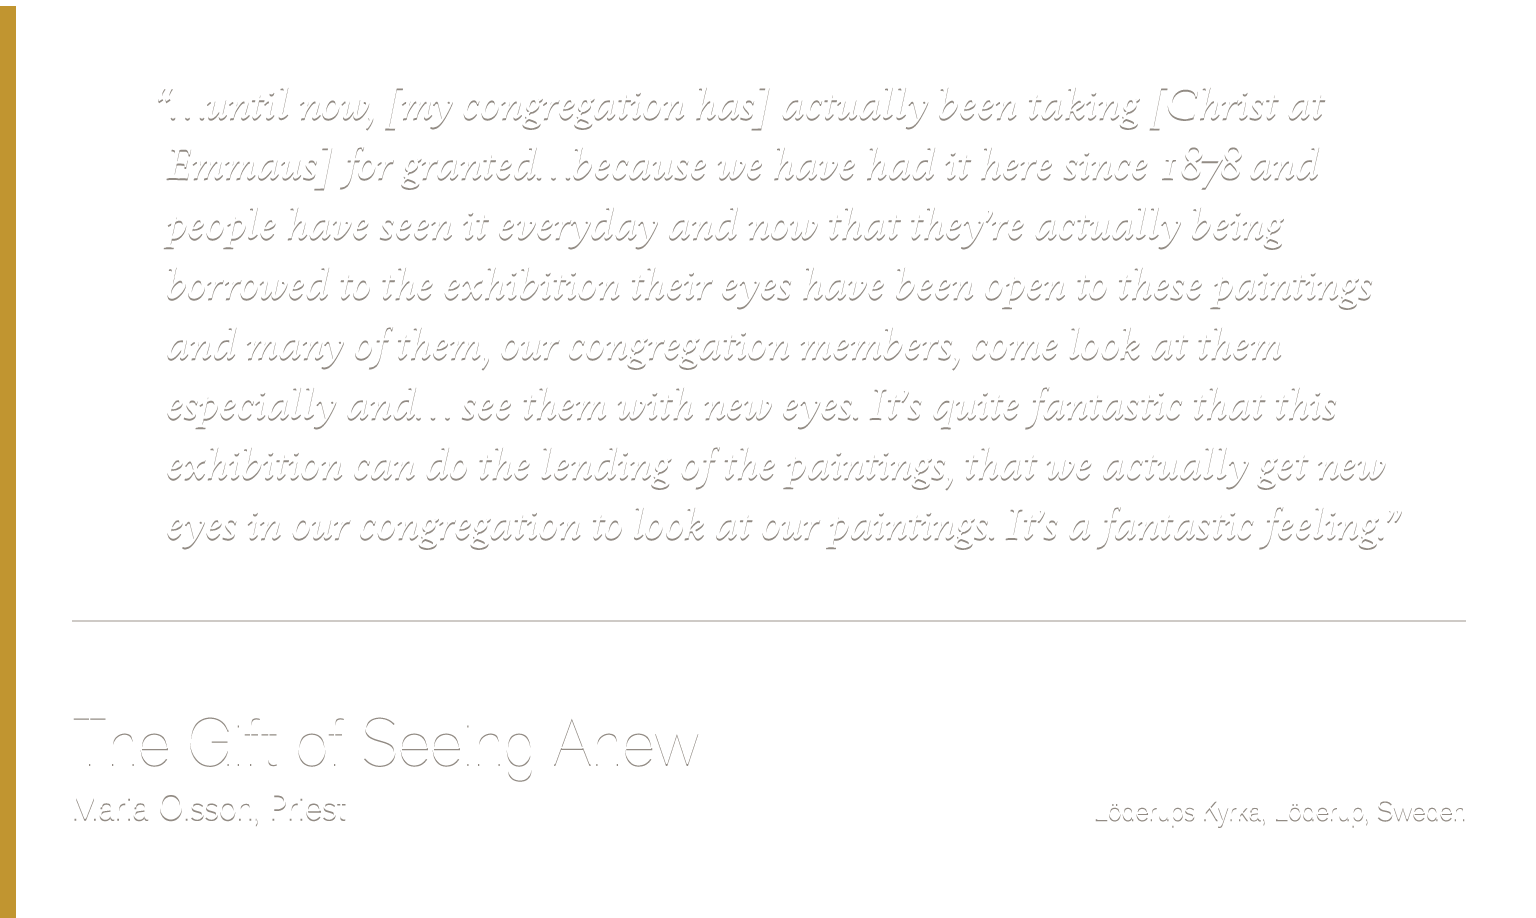 “…until now, [my congregation has] actually been taking [Christ at
Emmaus] for granted…because we have had it here since 1878 and
people have seen it everyday and now that they’re actually being
borrowed to the exhibition their eyes have been open to these paintings
and many of them, our congregation members, come look at them
especially and… see them with new eyes. It’s quite fantastic that this
exhibition can do the lending of the paintings, that we actually get new
eyes in our congregation to look at our paintings. It’s a fantastic feeling.”
The Gift of Seeing Anew
Maria Olsson, Priest
Löderups Kyrka, Löderup, Sweden